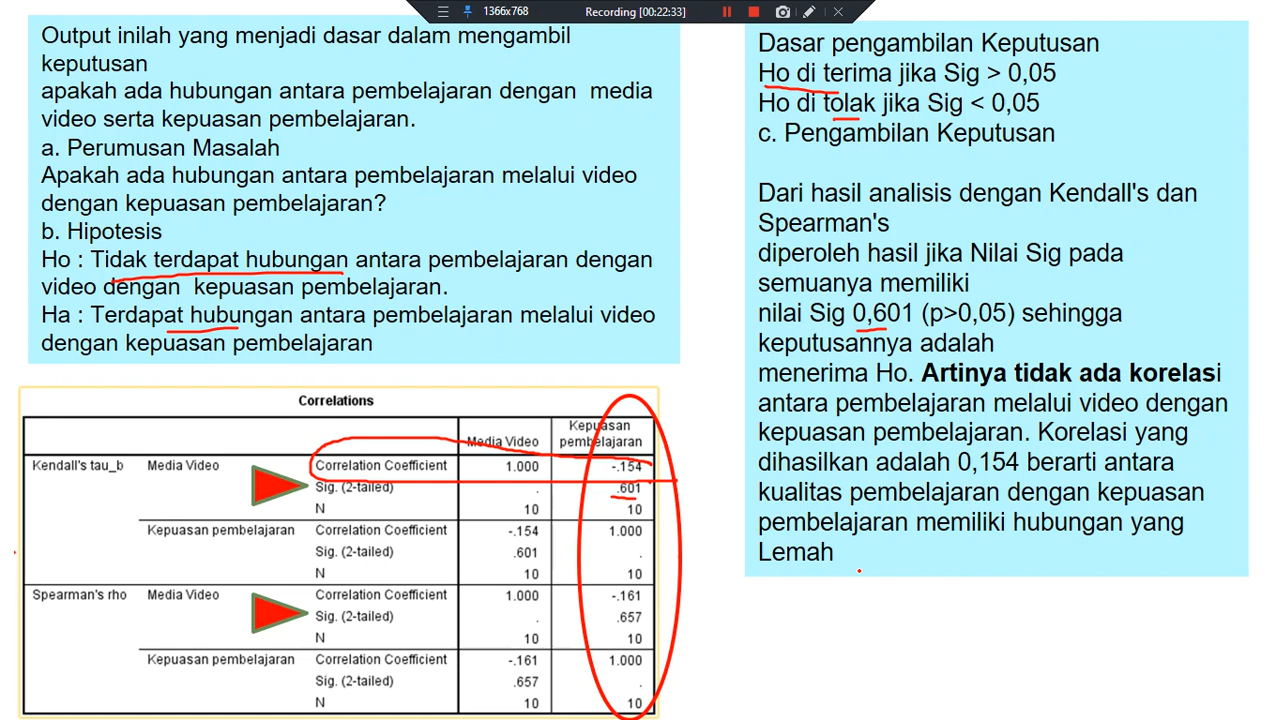 1366x768
Recording [00:22:33]
Output inilah yang menjadi dasar dalam mengambil
keputusan
apakah ada hubungan antara pembelajaran dengan media
video serta kepuasan pembelajaran.
a. Perumusan Masalah
Apakah ada hubungan antara pembelajaran melalui video
dengan kepuasan pembelajaran?
b. Hipotesis
Ho : Tidak terdapat hubungan antara pembelajaran dengan
video dengan kepuasan pembelajaran.
Ha : Terdapat hubungan antara pembelajaran melalui video
dengan kepuasan pembelajaran
Correlations
Media Video Kepuasan pembelajaran
Kendall's tau_b Media Video Correlation Coefficient 1.000 -.154
Sig. (2-tailed) . .601
N 10 10
Kepuasan pembelajaran Correlation Coefficient -.154 1.000
Sig. (2-tailed) .601 .
N 10 10
Spearman's rho Media Video Correlation Coefficient 1.000 -.161
Sig. (2-tailed) . .657
N 10 10
Kepuasan pembelajaran Correlation Coefficient -.161 1.000
Sig. (2-tailed) .657 .
N 10 10
Dasar pengambilan Keputusan
Ho di terima jika Sig > 0,05
Ho di tolak jika Sig < 0,05
c. Pengambilan Keputusan
Dari hasil analisis dengan Kendall's dan
Spearman's
diperoleh hasil jika Nilai Sig pada
semuanya memiliki
nilai Sig 0,601 (p>0,05) sehingga
keputusannya adalah
menerima Ho. Artinya tidak ada korelasi
antara pembelajaran melalui video dengan
kepuasan pembelajaran. Korelasi yang
dihasilkan adalah 0,154 berarti antara
kualitas pembelajaran dengan kepuasan
pembelajaran memiliki hubungan yang
Lemah